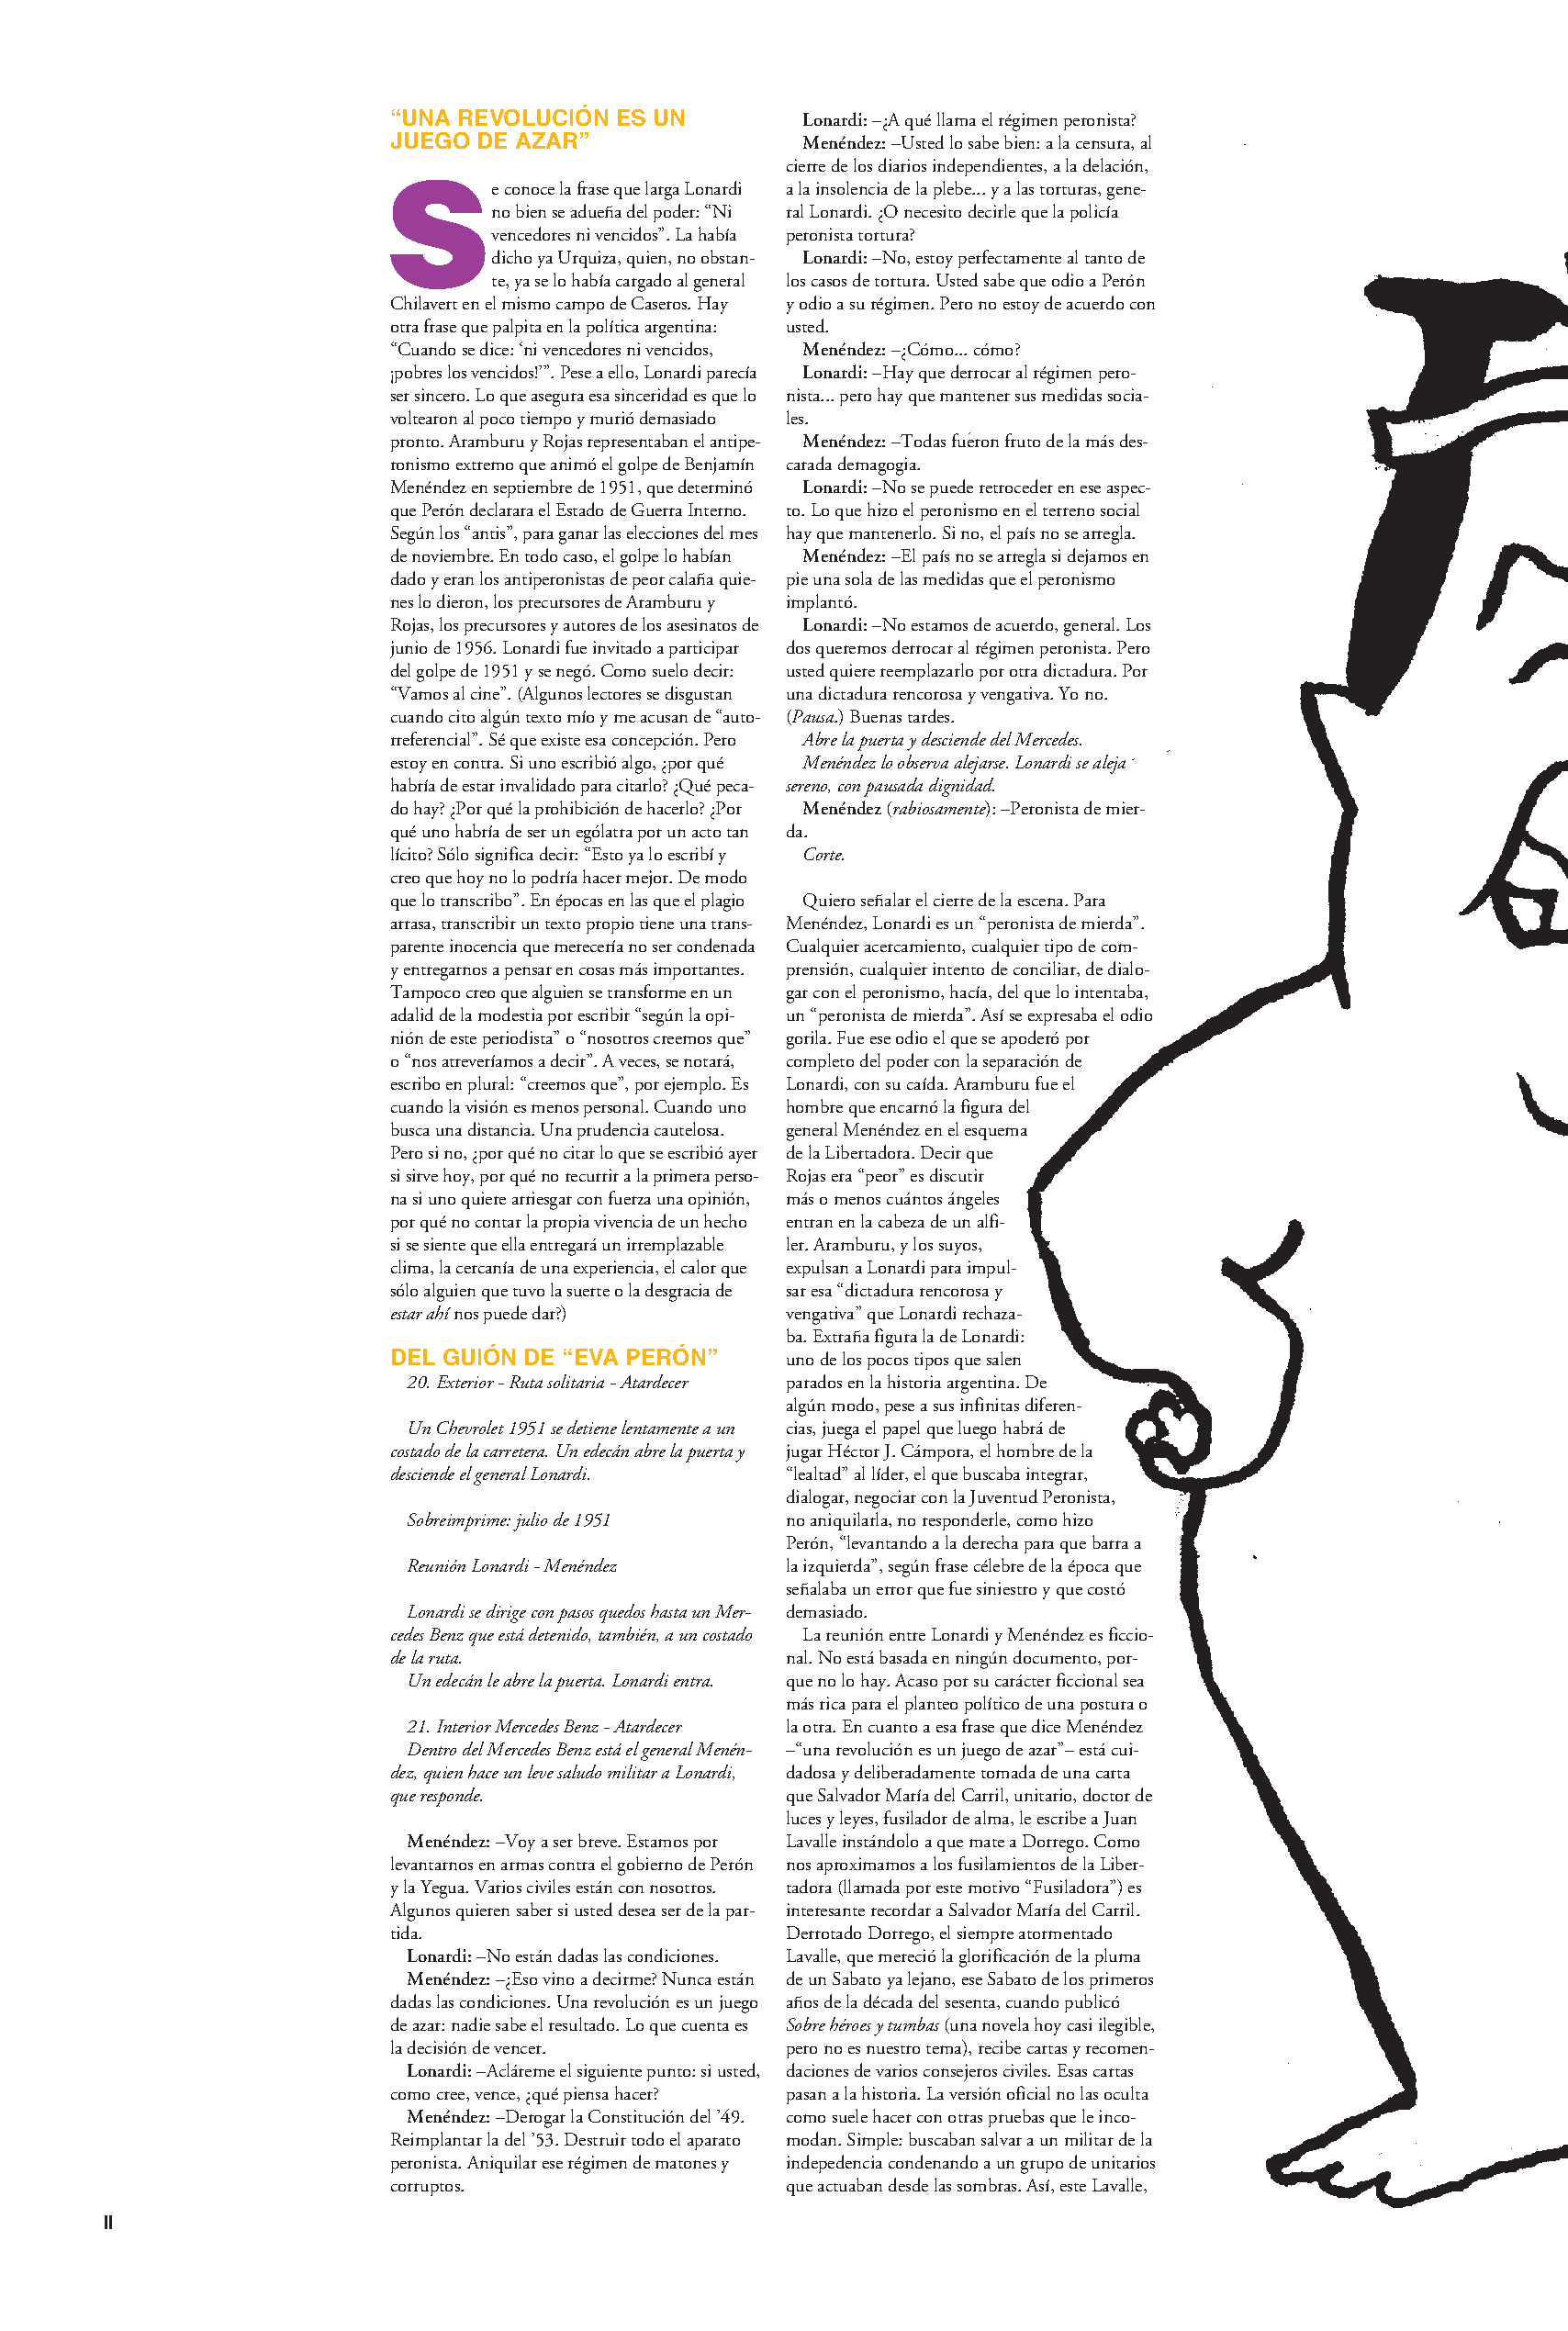 “UNA REVOLUCIÓN ES UN
JUEGO DE AZAR”
Se conoce la frase que larga Lonardi
no bien se adueña del poder: “Ni
vencedores ni vencidos”. La había
dicho ya Urquiza, quien, no obstan-
te, ya se lo había cargado al general
Chilavert en el mismo campo de Caseros. Hay
otra frase que palpita en la política argentina:
“Cuando se dice: ‘ni vencedores ni vencidos,
¡pobres los vencidos!’”. Pese a ello, Lonardi parecía
ser sincero. Lo que asegura esa sinceridad es que lo
voltearon al poco tiempo y murió demasiado
pronto. Aramburu y Rojas representaban el antipe-
ronismo extremo que animó el golpe de Benjamín
Menéndez en septiembre de 1951, que determinó
que Perón declarara el Estado de Guerra Interno.
Según los “antis”, para ganar las elecciones del mes
de noviembre. En todo caso, el golpe lo habían
dado y eran los antiperonistas de peor calaña quie-
nes lo dieron, los precursores de Aramburu y
Rojas, los precursores y autores de los asesinatos de
junio de 1956. Lonardi fue invitado a participar
del golpe de 1951 y se negó. Como suelo decir:
“Vamos al cine”. (Algunos lectores se disgustan
cuando cito algún texto mío y me acusan de “auto-
rreferencial”. Sé que existe esa concepción. Pero
estoy en contra. Si uno escribió algo, ¿por qué
habría de estar invalidado para citarlo? ¿Qué peca-
do hay? ¿Por qué la prohibición de hacerlo? ¿Por
qué uno habría de ser un ególatra por un acto tan
lícito? Sólo significa decir: “Esto ya lo escribí y
creo que hoy no lo podría hacer mejor. De modo
que lo transcribo”. En épocas en las que el plagio
arrasa, transcribir un texto propio tiene una trans-
parente inocencia que merecería no ser condenada
y entregarnos a pensar en cosas más importantes.
Tampoco creo que alguien se transforme en un
adalid de la modestia por escribir “según la opi-
nión de este periodista” o “nosotros creemos que”
o “nos atreveríamos a decir”. A veces, se notará,
escribo en plural: “creemos que”, por ejemplo. Es
cuando la visión es menos personal. Cuando uno
busca una distancia. Una prudencia cautelosa.
Pero si no, ¿por qué no citar lo que se escribió ayer
si sirve hoy, por qué no recurrir a la primera perso-
na si uno quiere arriesgar con fuerza una opinión,
por qué no contar la propia vivencia de un hecho
si se siente que ella entregará un irremplazable
clima, la cercanía de una experiencia, el calor que
sólo alguien que tuvo la suerte o la desgracia de
estar ahí nos puede dar?)
DEL GUIÓN DE “EVA PERÓN”
20. Exterior - Ruta solitaria - Atardecer
Un Chevrolet 1951 se detiene lentamente a un
costado de la carretera. Un edecán abre la puerta y
desciende el general Lonardi.
Sobreimprime: julio de 1951
Reunión Lonardi - Menéndez
Lonardi se dirige con pasos quedos hasta un Mer-
cedes Benz que está detenido, también, a un costado
de la ruta.
Un edecán le abre la puerta. Lonardi entra.
21. Interior Mercedes Benz - Atardecer
Dentro del Mercedes Benz está el general Menén-
dez, quien hace un leve saludo militar a Lonardi,
que responde.
Menéndez: –Voy a ser breve. Estamos por
levantarnos en armas contra el gobierno de Perón
y la Yegua. Varios civiles están con nosotros.
Algunos quieren saber si usted desea ser de la par-
tida.
Lonardi: –No están dadas las condiciones.
Menéndez: –¿Eso vino a decirme? Nunca están
dadas las condiciones. Una revolución es un juego
de azar: nadie sabe el resultado. Lo que cuenta es
la decisión de vencer.
Lonardi: –Acláreme el siguiente punto: si usted,
como cree, vence, ¿qué piensa hacer?
Menéndez: –Derogar la Constitución del ’49.
Reimplantar la del ’53. Destruir todo el aparato
peronista. Aniquilar ese régimen de matones y
corruptos.
Lonardi: –¿A qué llama el régimen peronista?
Menéndez: –Usted lo sabe bien: a la censura, al
cierre de los diarios independientes, a la delación,
a la insolencia de la plebe... y a las torturas, gene-
ral Lonardi. ¿O necesito decirle que la policía
peronista tortura?
Lonardi: –No, estoy perfectamente al tanto de
los casos de tortura. Usted sabe que odio a Perón
y odio a su régimen. Pero no estoy de acuerdo con
usted.
Menéndez: –¿Cómo... cómo?
Lonardi: –Hay que derrocar al régimen pero-
nista... pero hay que mantener sus medidas socia-
les.
Menéndez: –Todas fueron fruto de la más des-
carada demagogia.
Lonardi: –No se puede retroceder en ese aspec-
to. Lo que hizo el peronismo en el terreno social
hay que mantenerlo. Si no, el país no se arregla.
Menéndez: –El país no se arregla si dejamos en
pie una sola de las medidas que el peronismo
implantó.
Lonardi: –No estamos de acuerdo, general. Los
dos queremos derrocar al régimen peronista. Pero
usted quiere reemplazarlo por otra dictadura. Por
una dictadura rencorosa y vengativa. Yo no.
(Pausa.) Buenas tardes.
Abre la puerta y desciende del Mercedes.
Menéndez lo observa alejarse. Lonardi se aleja
sereno, con pausada dignidad.
Menéndez (rabiosamente): –Peronista de mier-
da.
Corte.
Quiero señalar el cierre de la escena. Para
Menéndez, Lonardi es un “peronista de mierda”.
Cualquier acercamiento, cualquier tipo de com-
prensión, cualquier intento de conciliar, de dialo-
gar con el peronismo, hacía, del que lo intentaba,
un “peronista de mierda”. Así se expresaba el odio
gorila. Fue ese odio el que se apoderó por
completo del poder con la separación de
Lonardi, con su caída. Aramburu fue el
hombre que encarnó la figura del
general Menéndez en el esquema
de la Libertadora. Decir que
Rojas era “peor” es discutir
más o menos cuántos ángeles
entran en la cabeza de un alfi-
ler. Aramburu, y los suyos,
expulsan a Lonardi para impul-
sar esa “dictadura rencorosa y
vengativa” que Lonardi rechaza-
ba. Extraña figura la de Lonardi:
uno de los pocos tipos que salen
parados en la historia argentina. De
algún modo, pese a sus infinitas diferen-
cias, juega el papel que luego habrá de
jugar Héctor J. Cámpora, el hombre de la
“lealtad” al líder, el que buscaba integrar,
dialogar, negociar con la Juventud Peronista,
no aniquilarla, no responderle, como hizo
Perón, “levantando a la derecha para que barra a
la izquierda”, según frase célebre de la época que
señalaba un error que fue siniestro y que costó
demasiado.
La reunión entre Lonardi y Menéndez es ficcio-
nal. No está basada en ningún documento, por-
que no lo hay. Acaso por su carácter ficcional sea
más rica para el planteo político de una postura o
la otra. En cuanto a esa frase que dice Menéndez
–“una revolución es un juego de azar”– está cui-
dadosa y deliberadamente tomada de una carta
que Salvador María del Carril, unitario, doctor de
luces y leyes, fusilador de alma, le escribe a Juan
Lavalle instándolo a que mate a Dorrego. Como
nos aproximamos a los fusilamientos de la Liber-
tadora (llamada por este motivo “Fusiladora”) es
interesante recordar a Salvador María del Carril.
Derrotado Dorrego, el siempre atormentado
Lavalle, que mereció la glorificación de la pluma
de un Sabato ya lejano, ese Sabato de los primeros
años de la década del sesenta, cuando publicó
Sobre héroes y tumbas (una novela hoy casi ilegible,
pero no es nuestro tema), recibe cartas y recomen-
daciones de varios consejeros civiles. Esas cartas
pasan a la historia. La versión oficial no las oculta
como suele hacer con otras pruebas que le inco-
modan. Simple: buscaban salvar a un militar de la
indepedencia condenando a un grupo de unitarios
que actuaban desde las sombras. Así, este Lavalle,
II